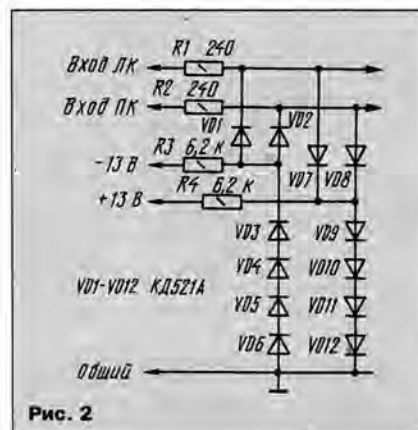 R1 240
Вход ЛК
R2 240
Вход ПК
VD1 VD2
R3 6,2 к
-13 В
R4 6,2 к
VD7 VD8
+13 В
VD3 VD9
VD4 VD10
VD1-VD12 КД521А
VD5 VD11
VD6 VD12
Общий
Рис. 2